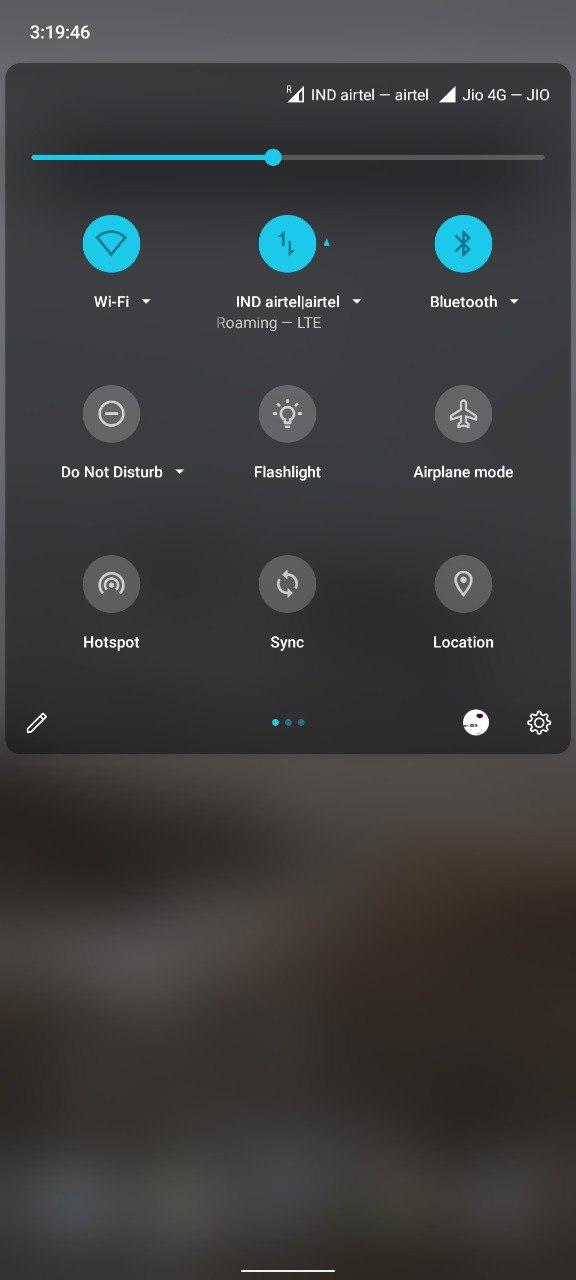 3:19:46
R IND airtel — airtel Jio 4G — JIO
Wi-Fi IND airtel|airtel Bluetooth
Roaming — LTE
Do Not Disturb Flashlight Airplane mode
Hotspot Sync Location